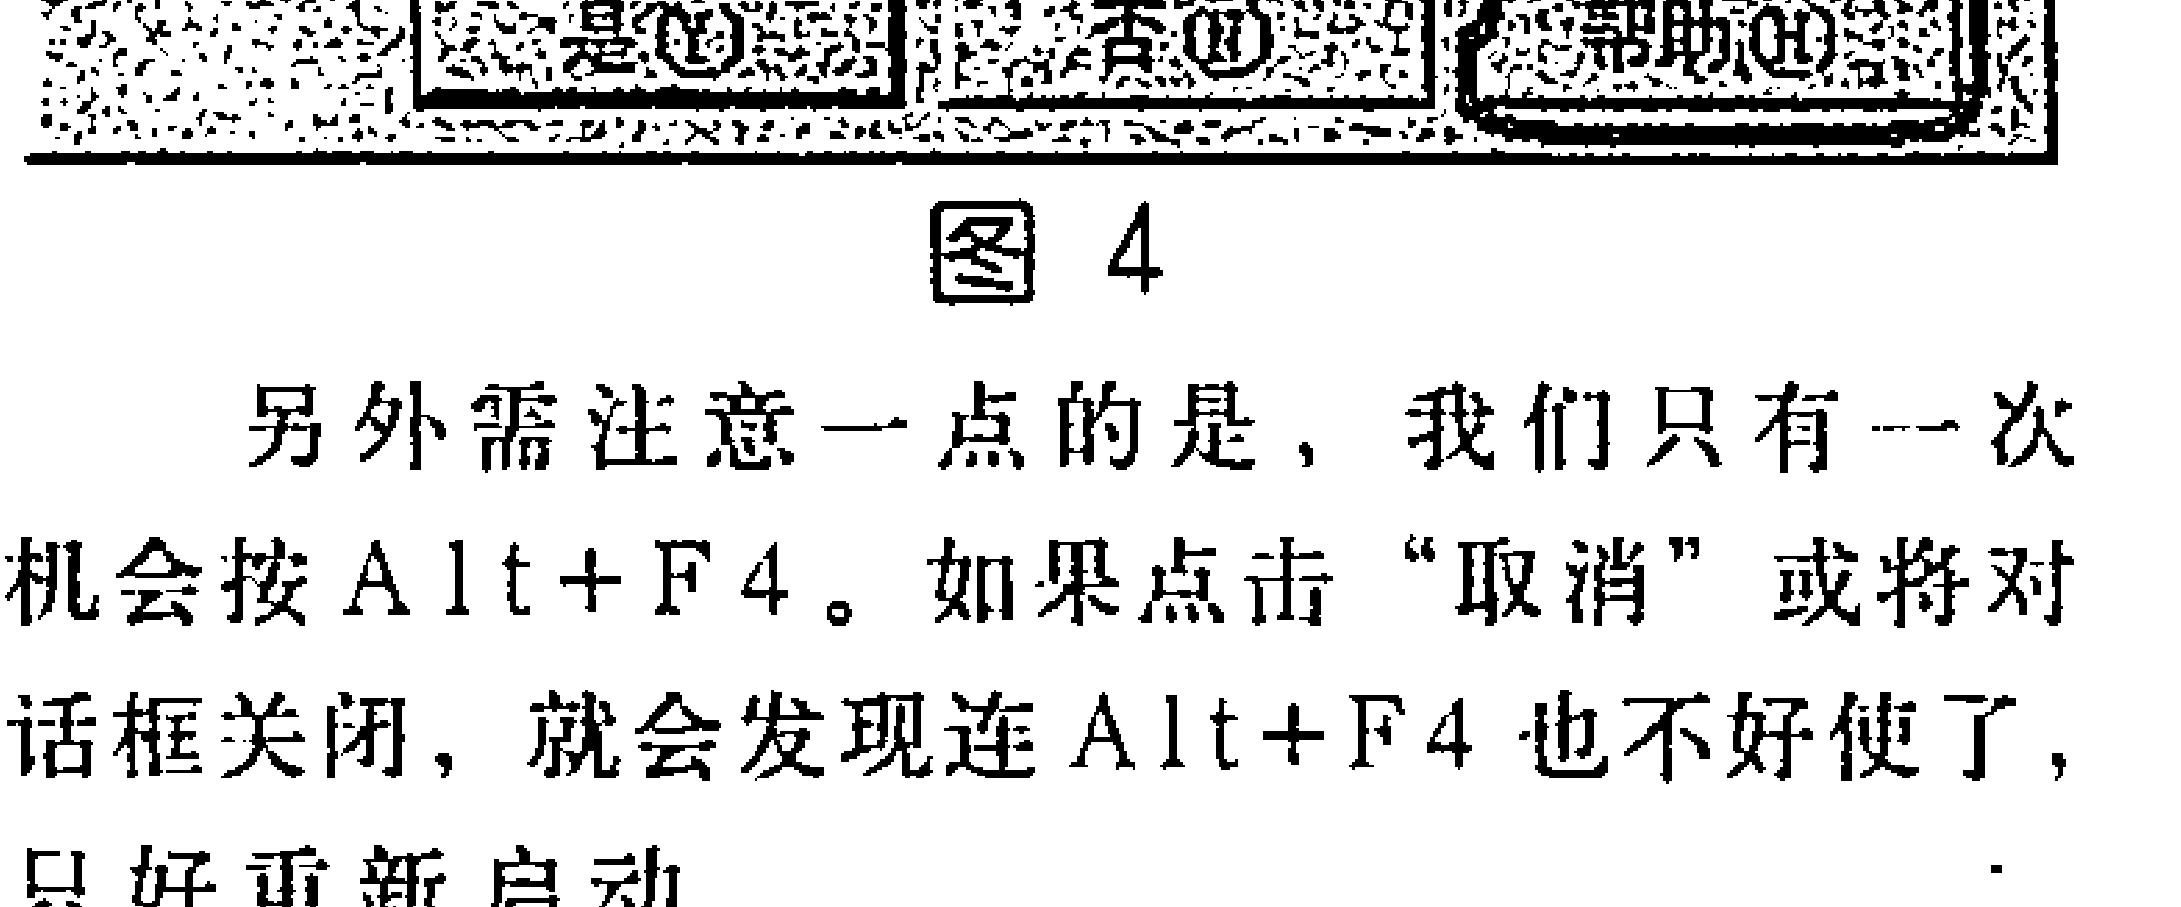 是Ⓨ 否Ⓝ 帮助Ⓗ
图 4
另外需注意一点的是，我们只有一次
机会按Alt+F4。如果点击“取消”或将对
话框关闭，就会发现连Alt+F4也不好使了，
只好重新启动